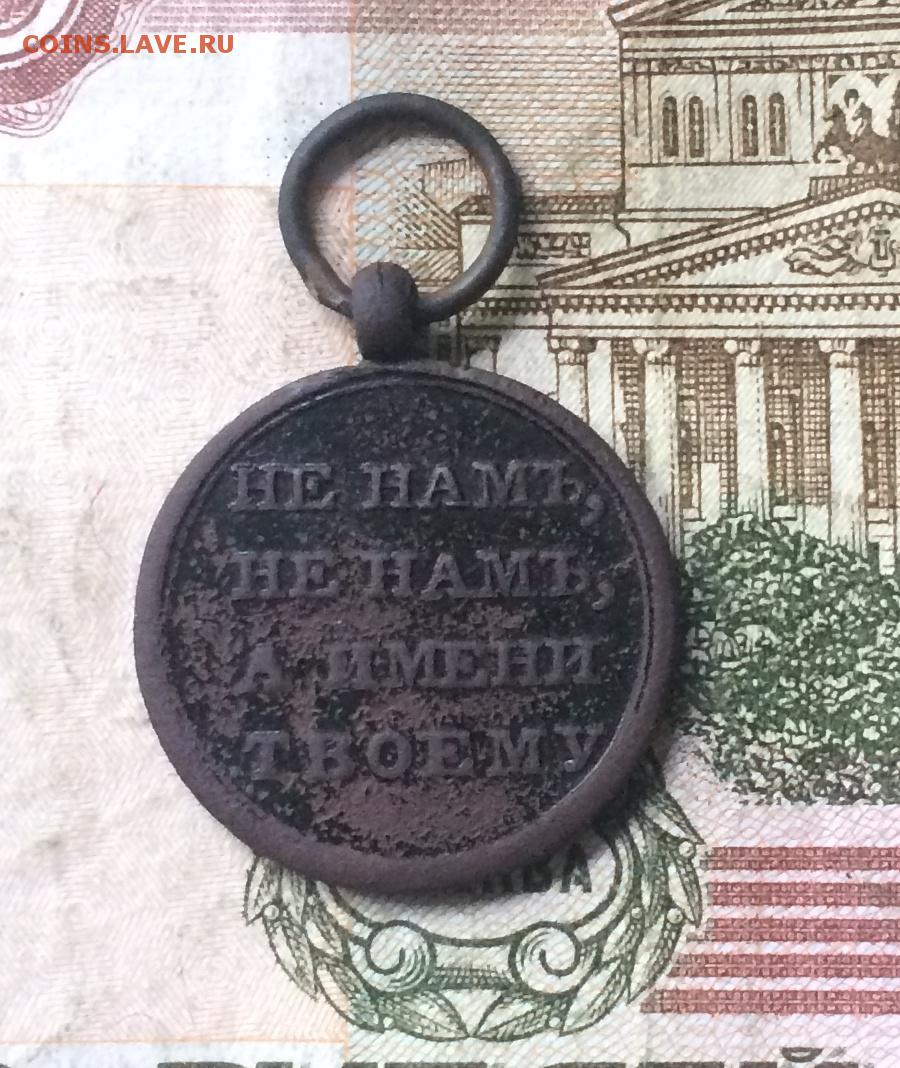 COINS.LAVE.RU
НЕ НАМЪ,
НЕ НАМЪ,
А ИМЕНИ
ТВОЕМУ